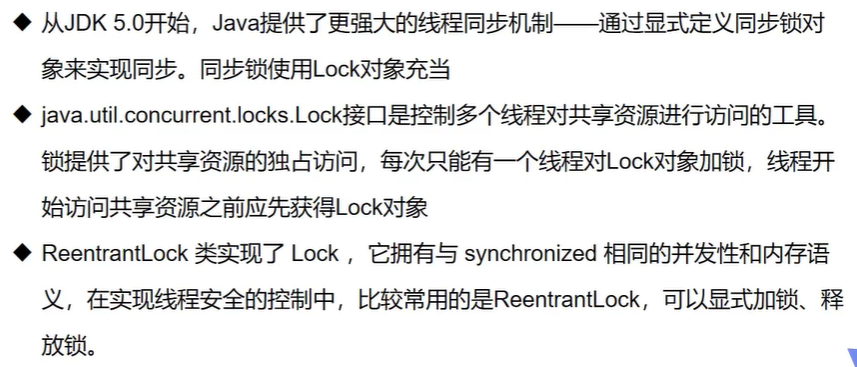 ◆ 从JDK 5.0开始，Java提供了更强大的线程同步机制——通过显式定义同步锁对
象来实现同步。同步锁使用Lock对象充当
◆ java.util.concurrent.locks.Lock接口是控制多个线程对共享资源进行访问的工具。
锁提供了对共享资源的独占访问，每次只能有一个线程对Lock对象加锁，线程开
始访问共享资源之前应先获得Lock对象
◆ ReentrantLock 类实现了 Lock ，它拥有与 synchronized 相同的并发性和内存语
义，在实现线程安全的控制中，比较常用的是ReentrantLock，可以显式加锁、释
放锁。